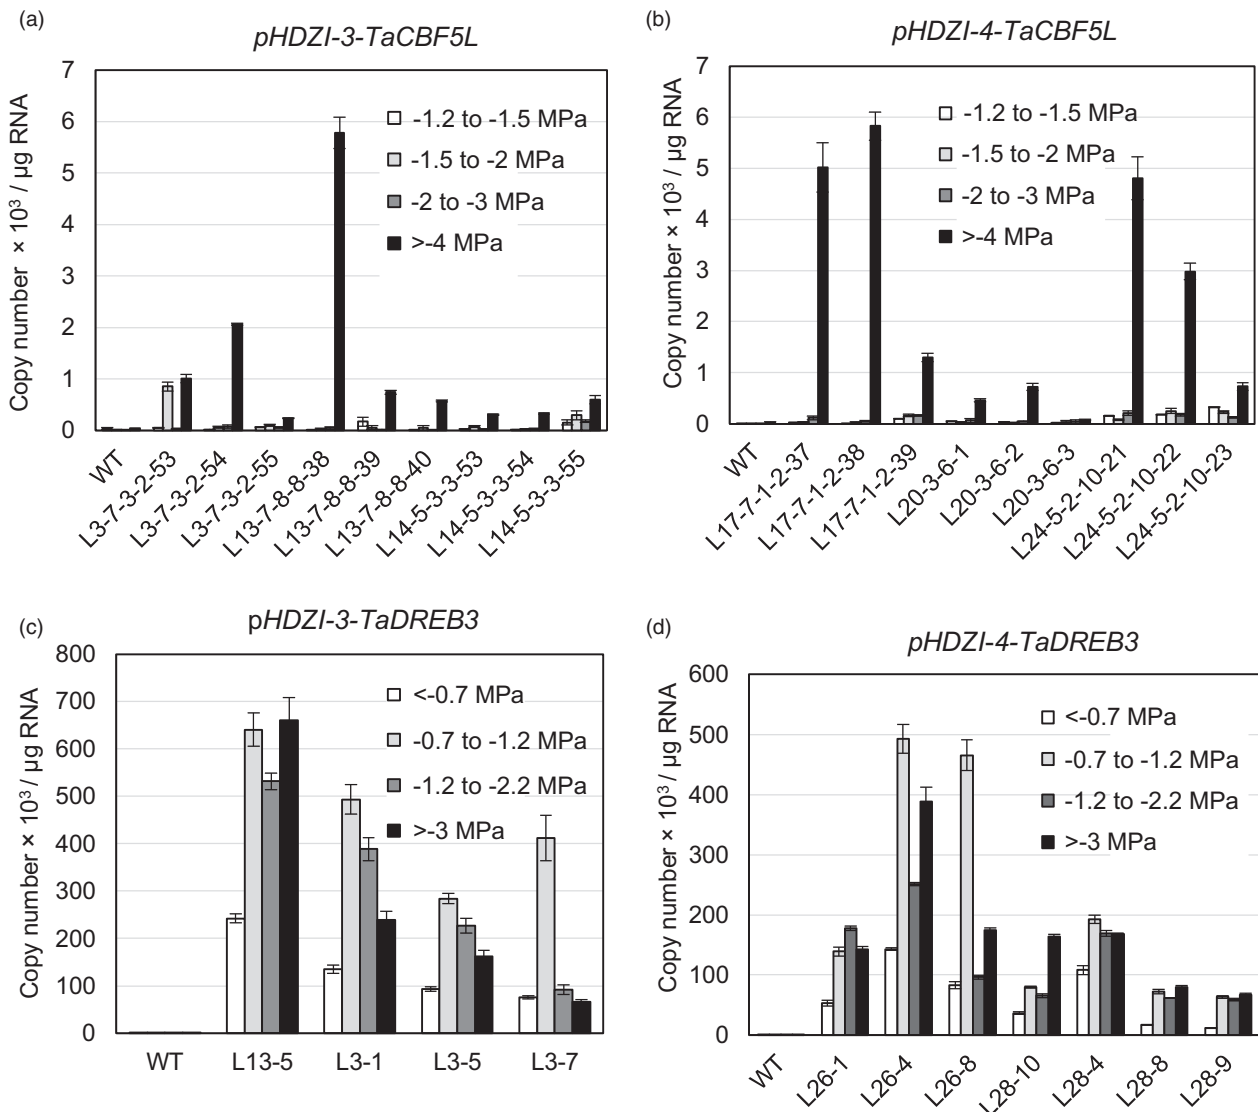 (a)
pHDZI-3-TaCBF5L
Copy number × 10³ / µg RNA
7
6
5
4
3
2
1
0
-1.2 to -1.5 MPa
-1.5 to -2 MPa
-2 to -3 MPa
>-4 MPa
WT
L3-7-3-2-53
L3-7-3-2-54
L3-7-3-2-55
L13-7-8-8-38
L13-7-8-8-39
L13-7-8-8-40
L14-5-3-3-53
L14-5-3-3-54
L14-5-3-3-55
(b)
pHDZI-4-TaCBF5L
Copy number × 10³ / µg RNA
7
6
5
4
3
2
1
0
-1.2 to -1.5 MPa
-1.5 to -2 MPa
-2 to -3 MPa
>-4 MPa
WT
L17-7-1-2-37
L17-7-1-2-38
L17-7-1-2-39
L20-3-6-1
L20-3-6-2
L20-3-6-3
L24-5-2-10-21
L24-5-2-10-22
L24-5-2-10-23
(c)
pHDZI-3-TaDREB3
Copy number × 10³ / µg RNA
800
700
600
500
400
300
200
100
0
<-0.7 MPa
-0.7 to -1.2 MPa
-1.2 to -2.2 MPa
>-3 MPa
WT
L13-5
L3-1
L3-5
L3-7
(d)
pHDZI-4-TaDREB3
Copy number × 10³ / µg RNA
600
500
400
300
200
100
0
<-0.7 MPa
-0.7 to -1.2 MPa
-1.2 to -2.2 MPa
>-3 MPa
WT
L26-1
L26-4
L26-8
L28-10
L28-4
L28-8
L28-9